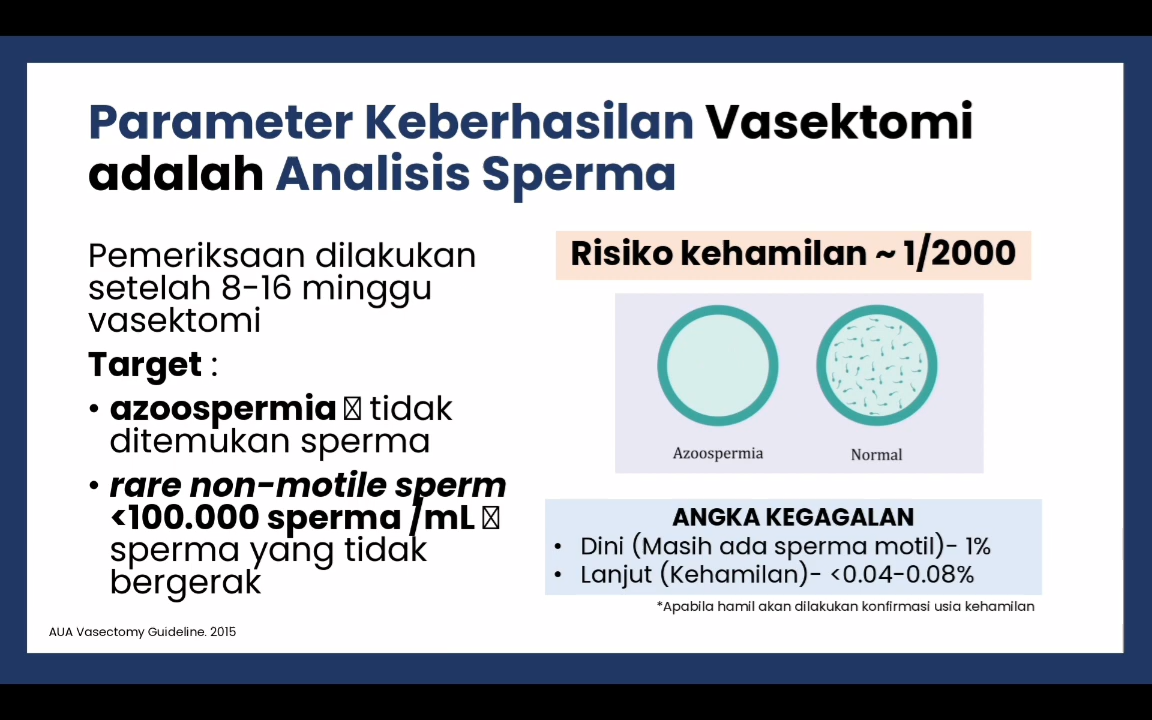 Parameter Keberhasilan Vasektomi
adalah Analisis Sperma
Pemeriksaan dilakukan
setelah 8-16 minggu
vasektomi
Target :
• azoospermia  tidak
ditemukan sperma
• rare non-motile sperm
<100.000 sperma /mL 
sperma yang tidak
bergerak
Risiko kehamilan ~ 1/2000
Azoospermia
Normal
ANGKA KEGAGALAN
• Dini (Masih ada sperma motil)- 1%
• Lanjut (Kehamilan)- <0.04-0.08%
*Apabila hamil akan dilakukan konfirmasi usia kehamilan
AUA Vasectomy Guideline. 2015